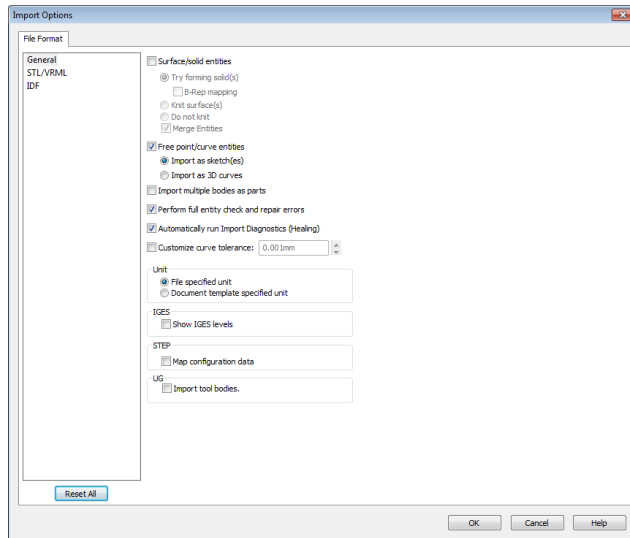 Import Options
File Format
General
STL/VRML
IDF
Surface/solid entities
Try forming solid(s)
B-Rep mapping
Knit surface(s)
Do not knit
Merge Entities
Free point/curve entities
Import as sketch(es)
Import as 3D curves
Import multiple bodies as parts
Perform full entity check and repair errors
Automatically run Import Diagnostics (Healing)
Customize curve tolerance: 0.001mm
Unit
File specified unit
Document template specified unit
IGES
Show IGES levels
STEP
Map configuration data
UG
Import tool bodies.
Reset All
OK Cancel Help